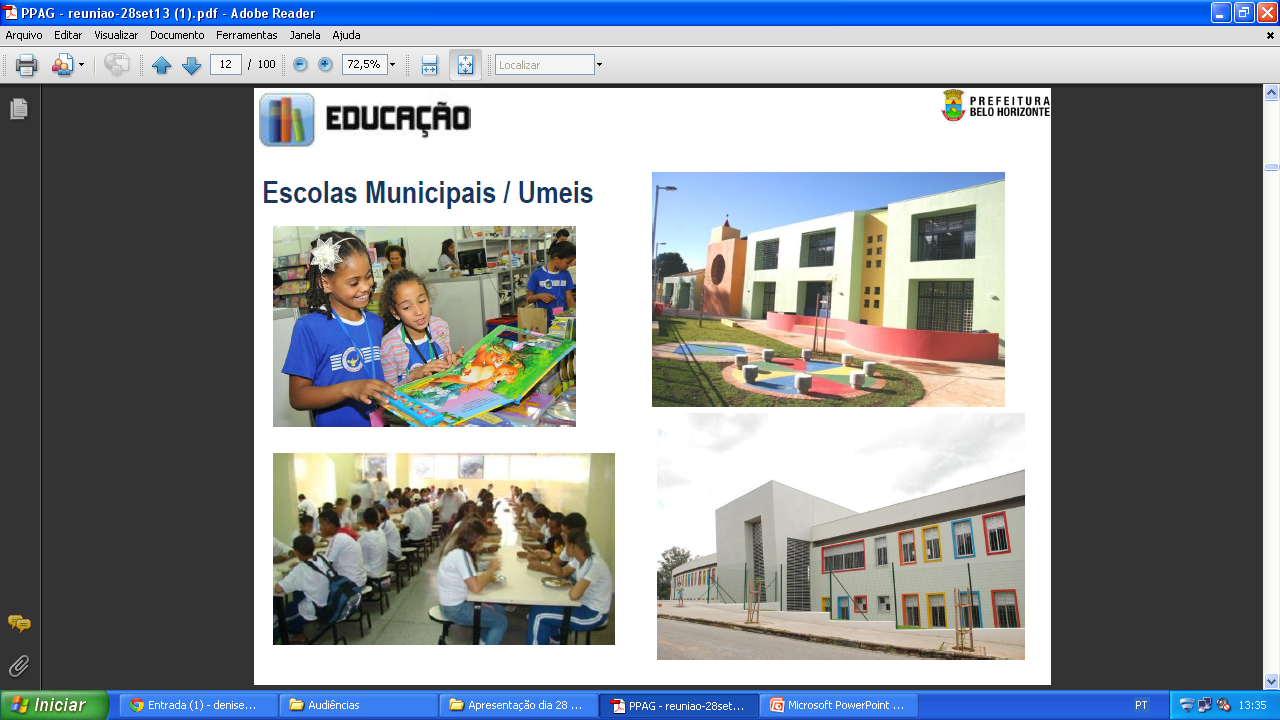 PPAG - reuniao-28set13 (1).pdf - Adobe Reader
Arquivo Editar Visualizar Documento Ferramentas Janela Ajuda
12 / 100 72,5% Localizar
EDUCAÇÃO
PREFEITURA
BELO HORIZONTE
Escolas Municipais / Umeis
Iniciar Entrada (1) - denise... Audiências Apresentação dia 28 ... PPAG - reuniao-28set... Microsoft PowerPoint ... PT 13:35